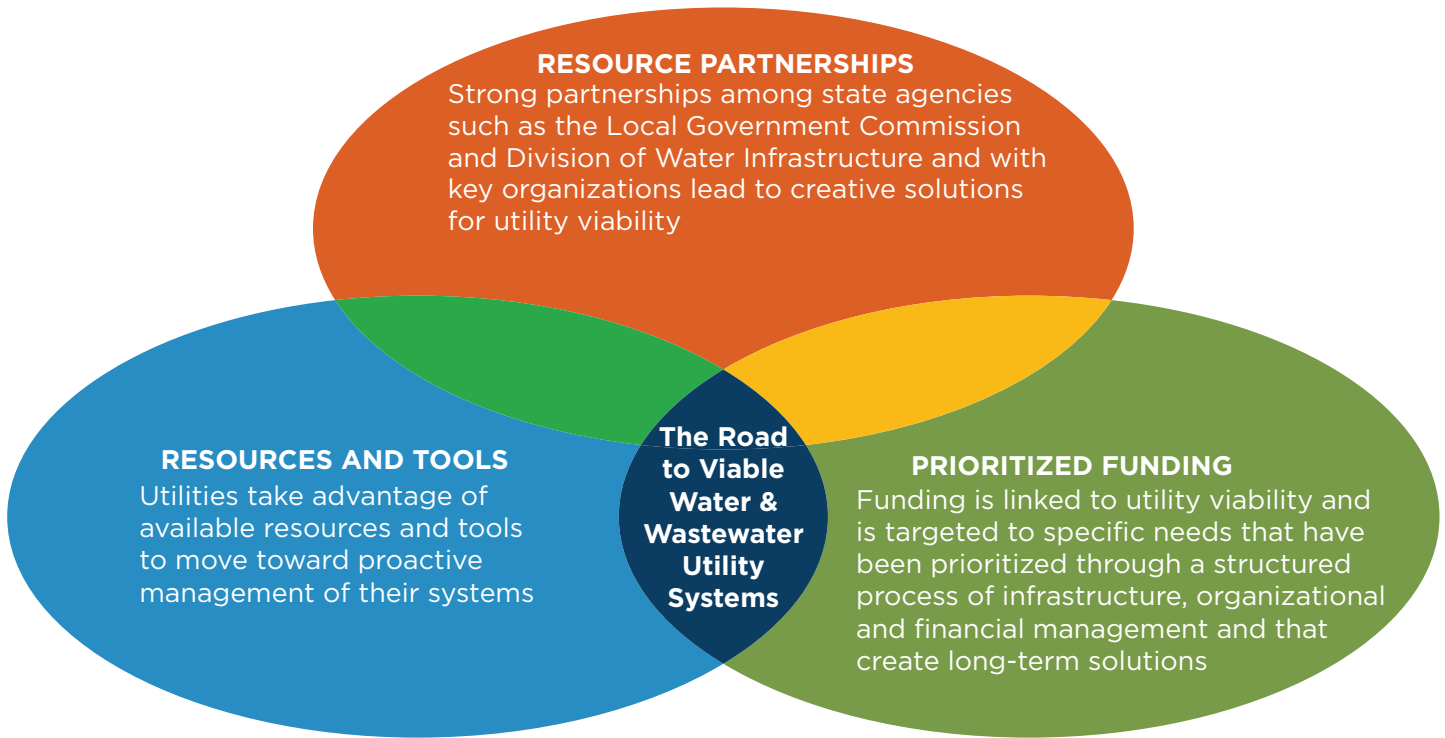 RESOURCE PARTNERSHIPS
Strong partnerships among state agencies
such as the Local Government Commission
and Division of Water Infrastructure and with
key organizations lead to creative solutions
for utility viability
RESOURCES AND TOOLS
Utilities take advantage of
available resources and tools
to move toward proactive
management of their systems
The Road
to Viable
Water &
Wastewater
Utility
Systems
PRIORITIZED FUNDING
Funding is linked to utility viability and
is targeted to specific needs that have
been prioritized through a structured
process of infrastructure, organizational
and financial management and that
create long-term solutions